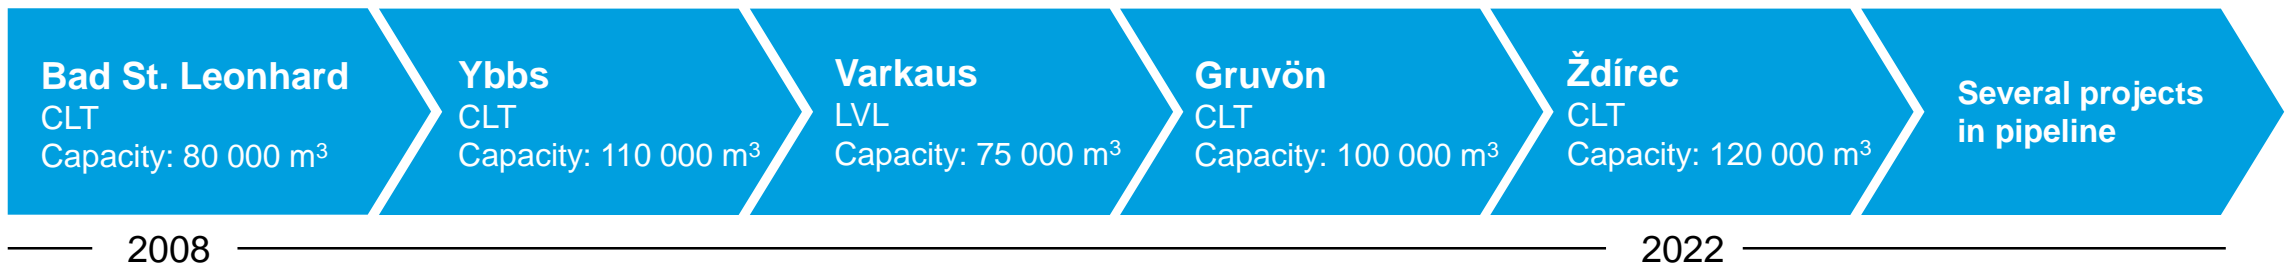 Bad St. Leonhard
CLT
Capacity: 80 000 m³
Ybbs
CLT
Capacity: 110 000 m³
Varkaus
LVL
Capacity: 75 000 m³
Gruvön
CLT
Capacity: 100 000 m³
Ždírec
CLT
Capacity: 120 000 m³
Several projects
in pipeline
2008
2022